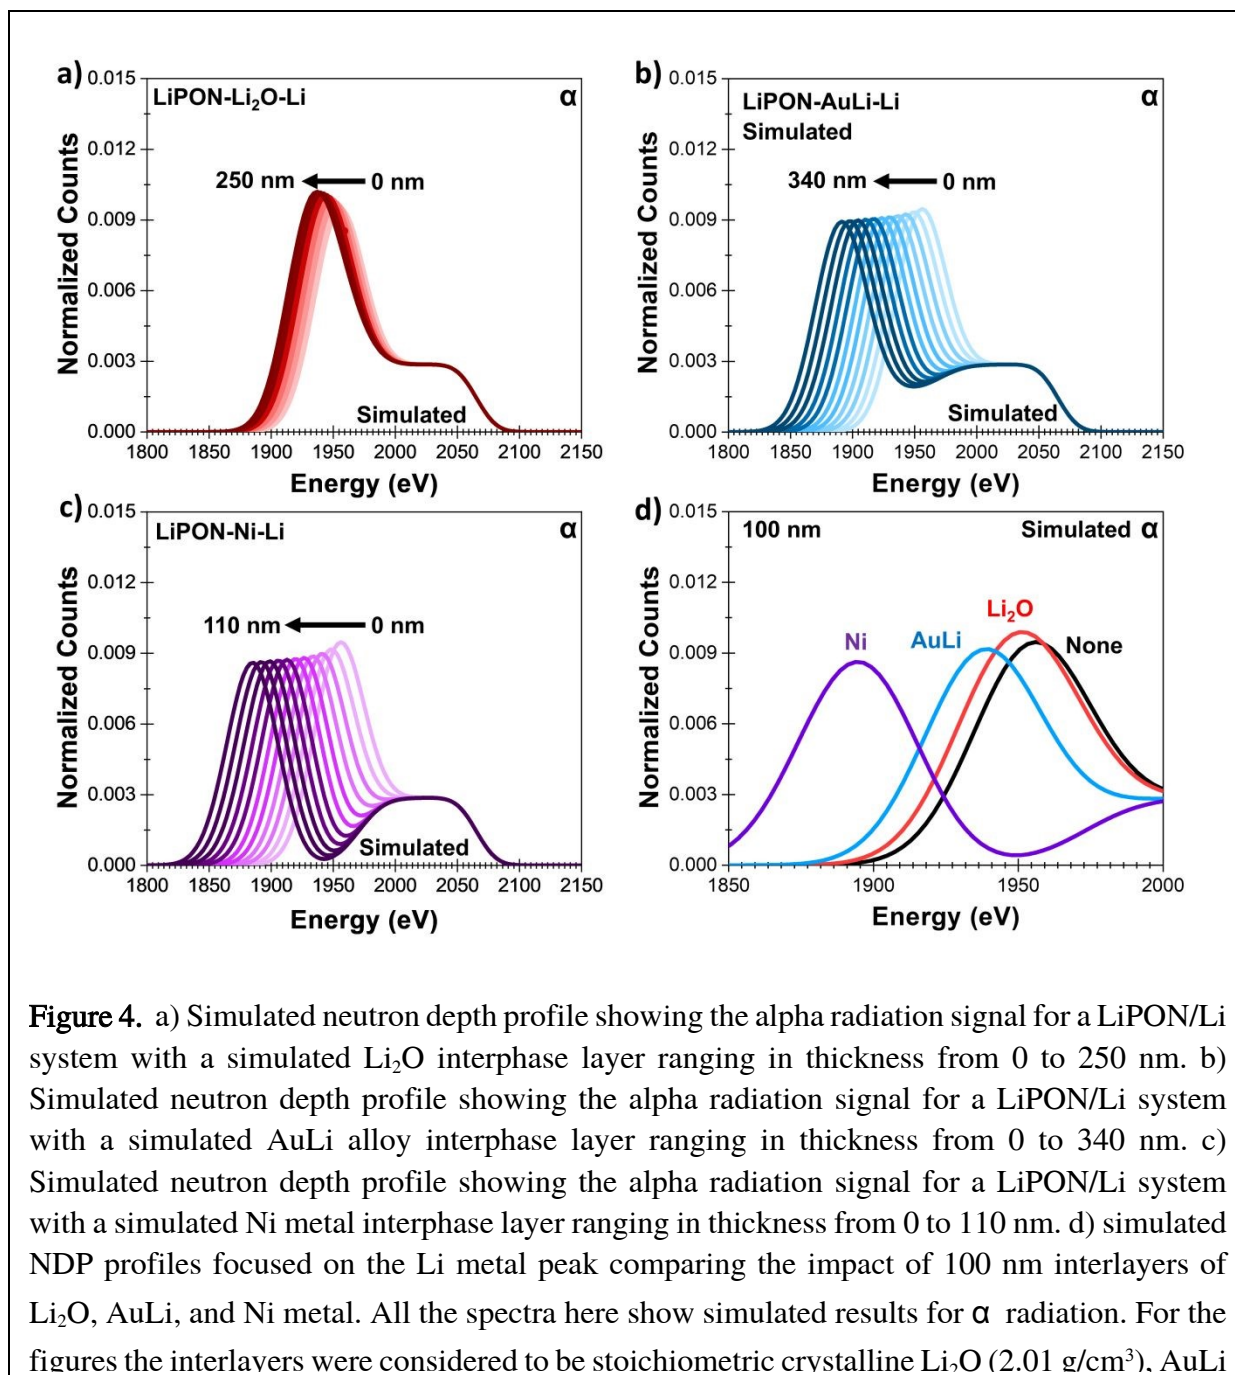 a)
LiPON-Li₂O-Li
α
250 nm
0 nm
Simulated
Normalized Counts
0.015
0.012
0.009
0.006
0.003
0.000
1800 1850 1900 1950 2000 2050 2100 2150
Energy (eV)
b)
LiPON-AuLi-Li
Simulated
α
340 nm
0 nm
Simulated
Normalized Counts
0.015
0.012
0.009
0.006
0.003
0.000
1800 1850 1900 1950 2000 2050 2100 2150
Energy (eV)
c)
LiPON-Ni-Li
α
110 nm
0 nm
Simulated
Normalized Counts
0.015
0.012
0.009
0.006
0.003
0.000
1800 1850 1900 1950 2000 2050 2100 2150
Energy (eV)
d)
100 nm
Simulated α
Ni
AuLi
Li₂O
None
Normalized Counts
0.015
0.012
0.009
0.006
0.003
0.000
1850 1900 1950 2000
Energy (eV)
Figure 4. a) Simulated neutron depth profile showing the alpha radiation signal for a LiPON/Li
system with a simulated Li₂O interphase layer ranging in thickness from 0 to 250 nm. b)
Simulated neutron depth profile showing the alpha radiation signal for a LiPON/Li system
with a simulated AuLi alloy interphase layer ranging in thickness from 0 to 340 nm. c)
Simulated neutron depth profile showing the alpha radiation signal for a LiPON/Li system
with a simulated Ni metal interphase layer ranging in thickness from 0 to 110 nm. d) simulated
NDP profiles focused on the Li metal peak comparing the impact of 100 nm interlayers of
Li₂O, AuLi, and Ni metal. All the spectra here show simulated results for α radiation. For the
figures the interlayers were considered to be stoichiometric crystalline Li₂O (2.01 g/cm³), AuLi